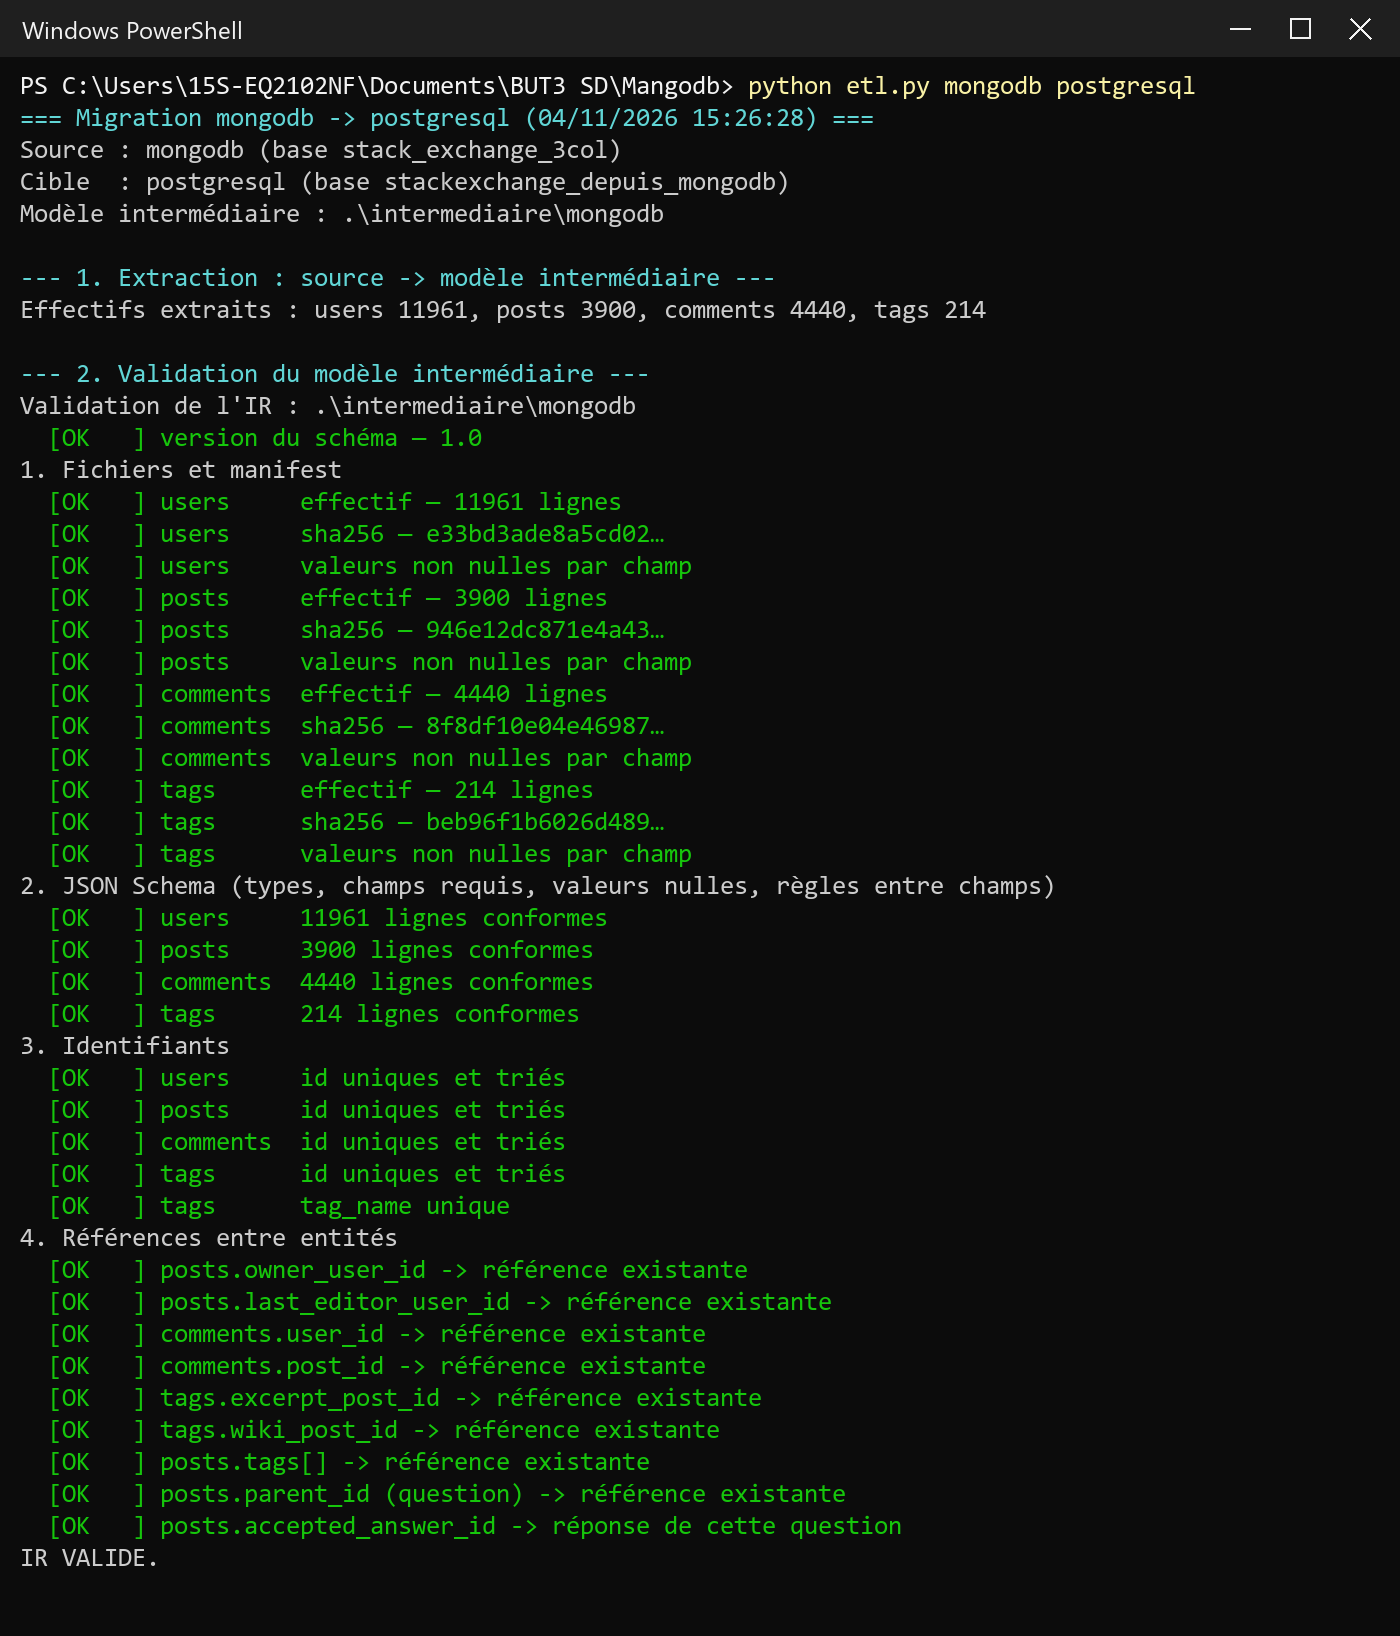 Windows PowerShell
PS C:\Users\15S-EQ2102NF\Documents\BUT3 SD\Mangodb> python etl.py mongodb postgresql
=== Migration mongodb -> postgresql (04/11/2026 15:26:28) ===
Source : mongodb (base stack_exchange_3col)
Cible  : postgresql (base stackexchange_depuis_mongodb)
Modèle intermédiaire : .\intermediaire\mongodb
--- 1. Extraction : source -> modèle intermédiaire ---
Effectifs extraits : users 11961, posts 3900, comments 4440, tags 214
--- 2. Validation du modèle intermédiaire ---
Validation de l'IR : .\intermediaire\mongodb
  [OK   ] version du schéma — 1.0
1. Fichiers et manifest
  [OK   ] users     effectif — 11961 lignes
  [OK   ] users     sha256 — e33bd3ade8a5cd02…
  [OK   ] users     valeurs non nulles par champ
  [OK   ] posts     effectif — 3900 lignes
  [OK   ] posts     sha256 — 946e12dc871e4a43…
  [OK   ] posts     valeurs non nulles par champ
  [OK   ] comments  effectif — 4440 lignes
  [OK   ] comments  sha256 — 8f8df10e04e46987…
  [OK   ] comments  valeurs non nulles par champ
  [OK   ] tags      effectif — 214 lignes
  [OK   ] tags      sha256 — beb96f1b6026d489…
  [OK   ] tags      valeurs non nulles par champ
2. JSON Schema (types, champs requis, valeurs nulles, règles entre champs)
  [OK   ] users     11961 lignes conformes
  [OK   ] posts     3900 lignes conformes
  [OK   ] comments  4440 lignes conformes
  [OK   ] tags      214 lignes conformes
3. Identifiants
  [OK   ] users     id uniques et triés
  [OK   ] posts     id uniques et triés
  [OK   ] comments  id uniques et triés
  [OK   ] tags      id uniques et triés
  [OK   ] tags      tag_name unique
4. Références entre entités
  [OK   ] posts.owner_user_id -> référence existante
  [OK   ] posts.last_editor_user_id -> référence existante
  [OK   ] comments.user_id -> référence existante
  [OK   ] comments.post_id -> référence existante
  [OK   ] tags.excerpt_post_id -> référence existante
  [OK   ] tags.wiki_post_id -> référence existante
  [OK   ] posts.tags[] -> référence existante
  [OK   ] posts.parent_id (question) -> référence existante
  [OK   ] posts.accepted_answer_id -> réponse de cette question
IR VALIDE.